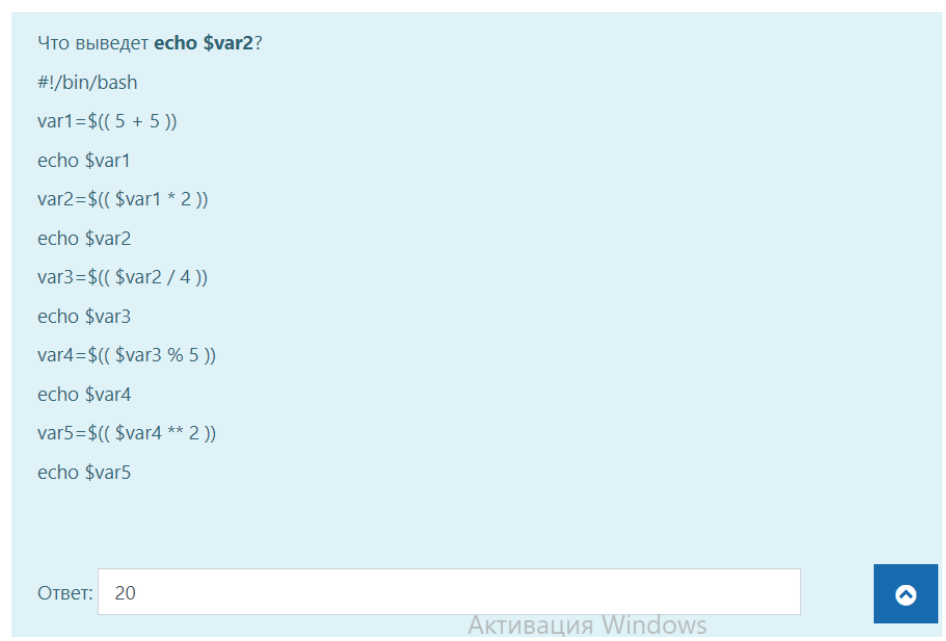 Что выведет echo $var2?
#!/bin/bash
var1=$(( 5 + 5 ))
echo $var1
var2=$(( $var1 * 2 ))
echo $var2
var3=$(( $var2 / 4 ))
echo $var3
var4=$(( $var3 % 5 ))
echo $var4
var5=$(( $var4 ** 2 ))
echo $var5
Ответ: 20
Активация Windows